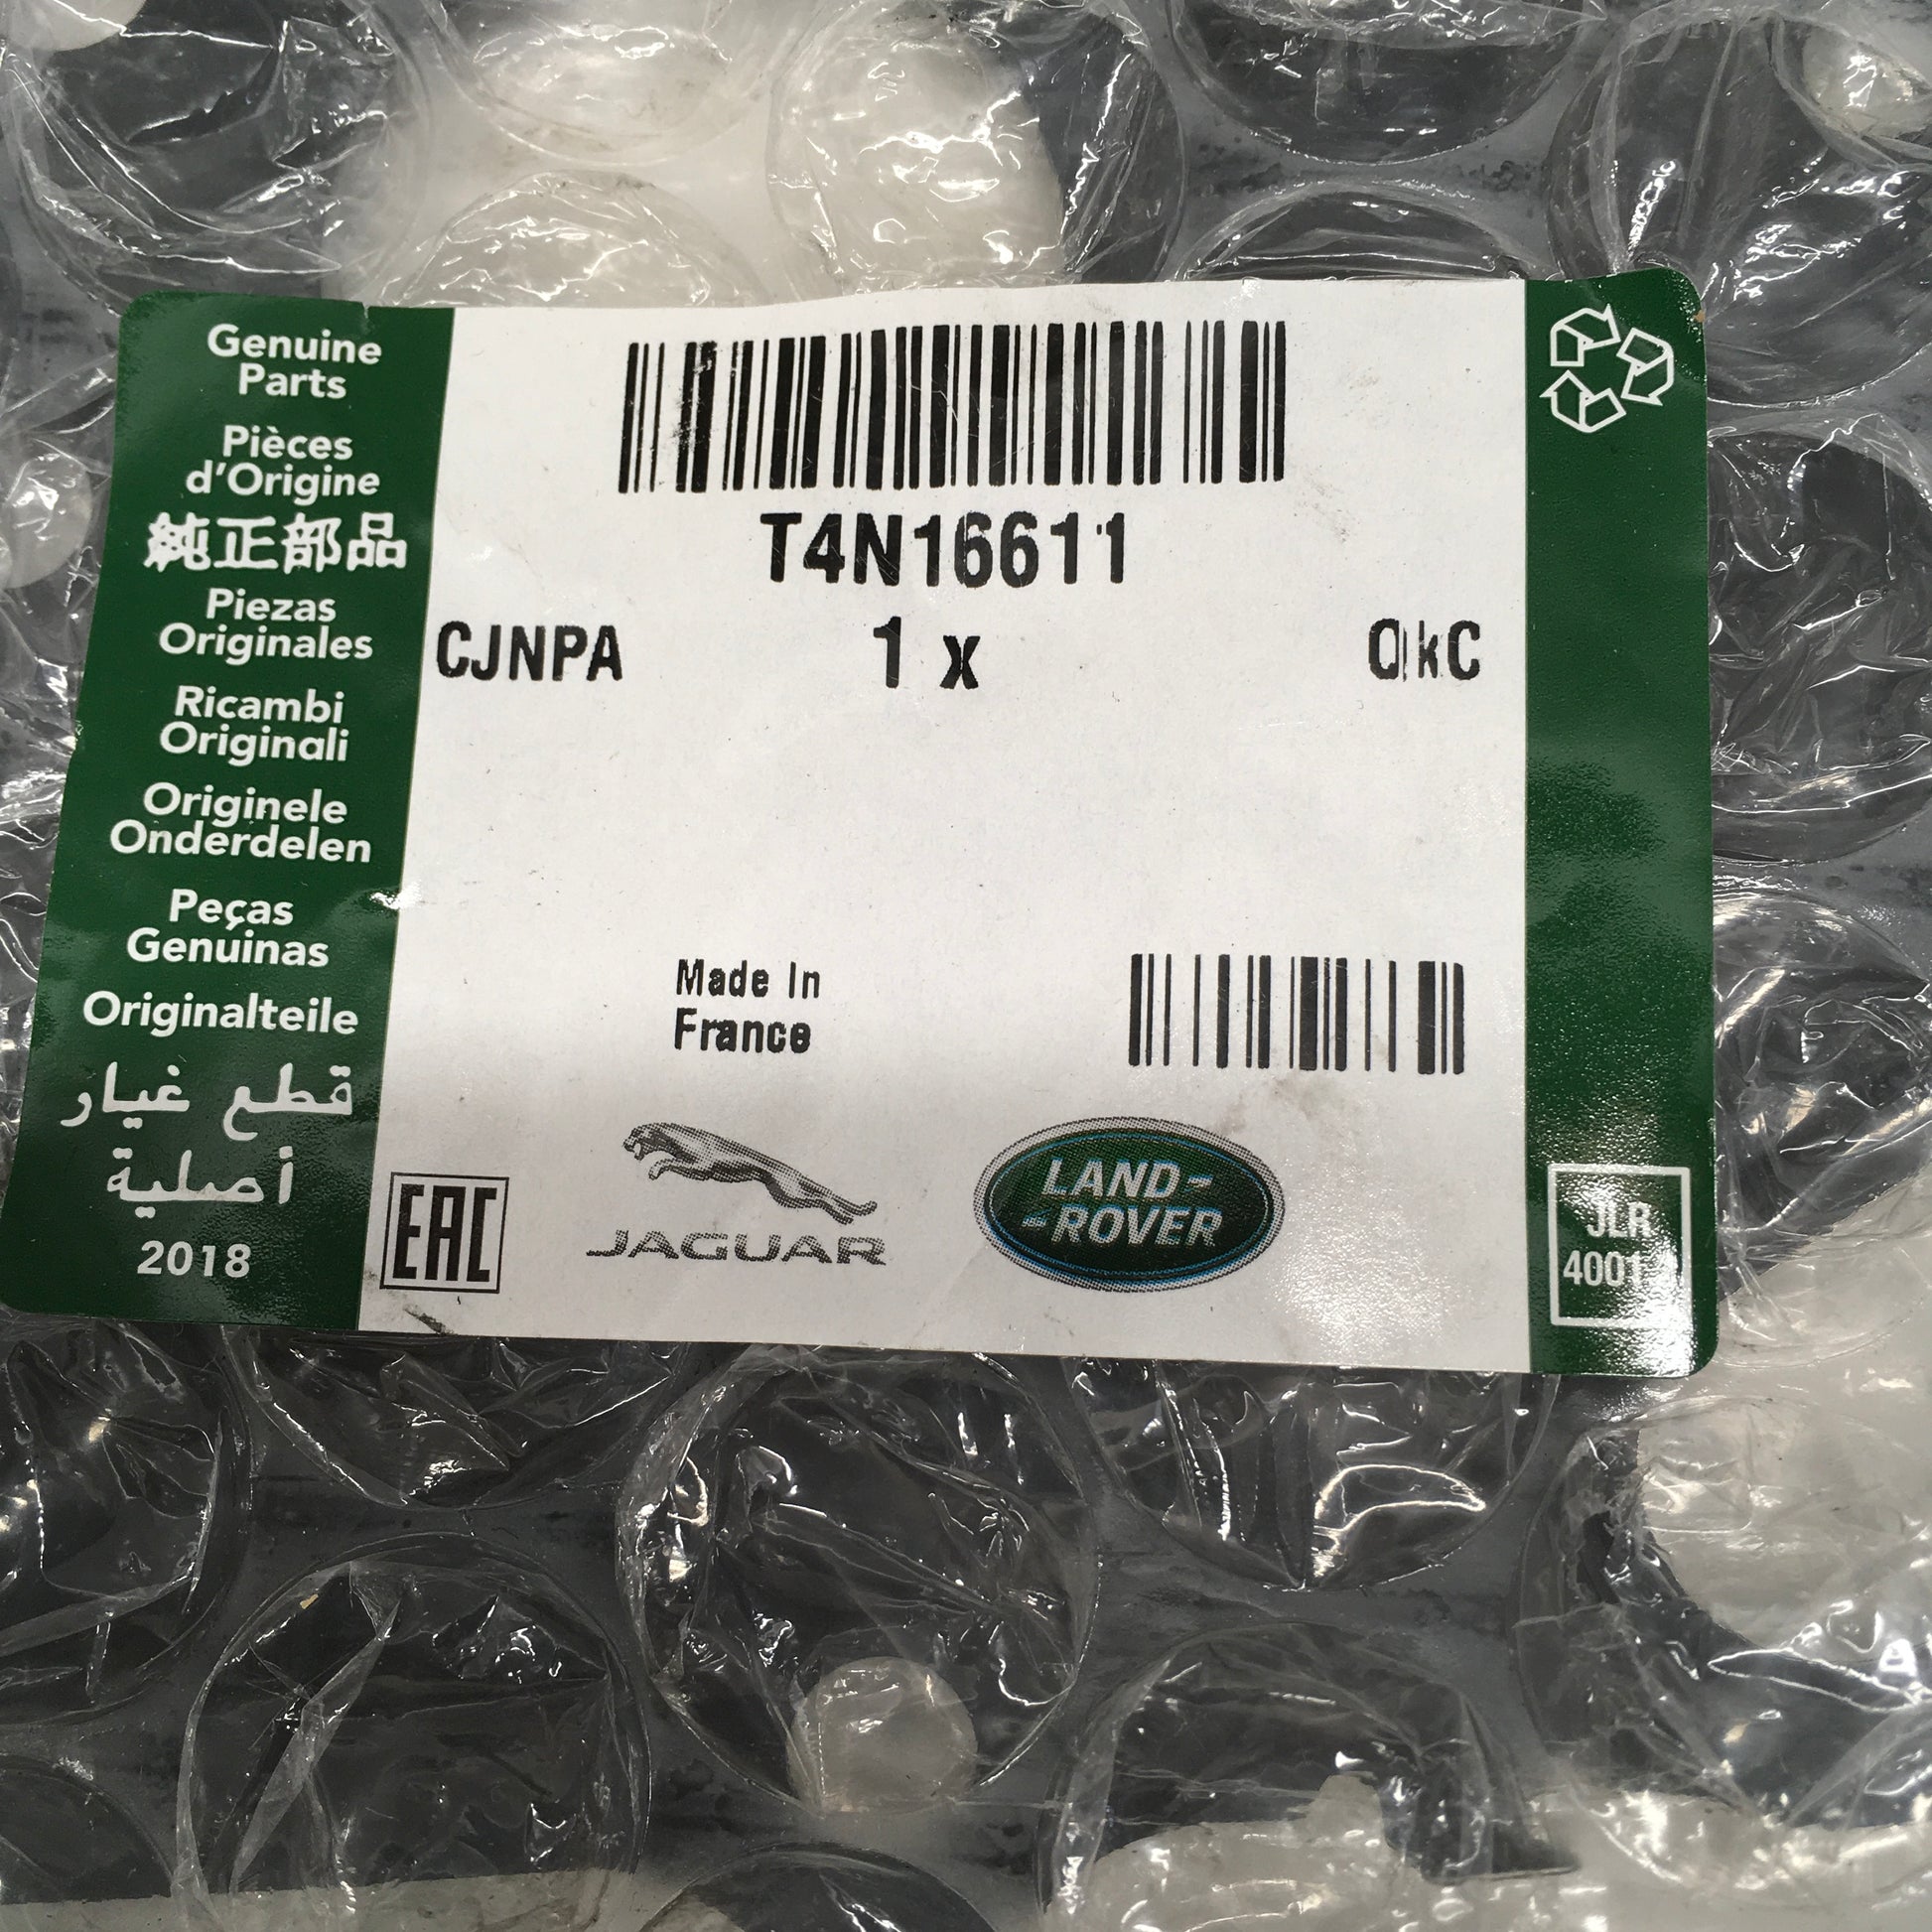 Genuine
Parts
Pièces
d'Origine
純正部品
Piezas
Originales
Ricambi
Originali
Originele
Onderdelen
Peças
Genuinas
Originalteile
قطع غيار
أصلية
2018
T4N16611
CJNPA 1 x QkC
Made In
France
EAC
JAGUAR
LAND-
-ROVER
JLR